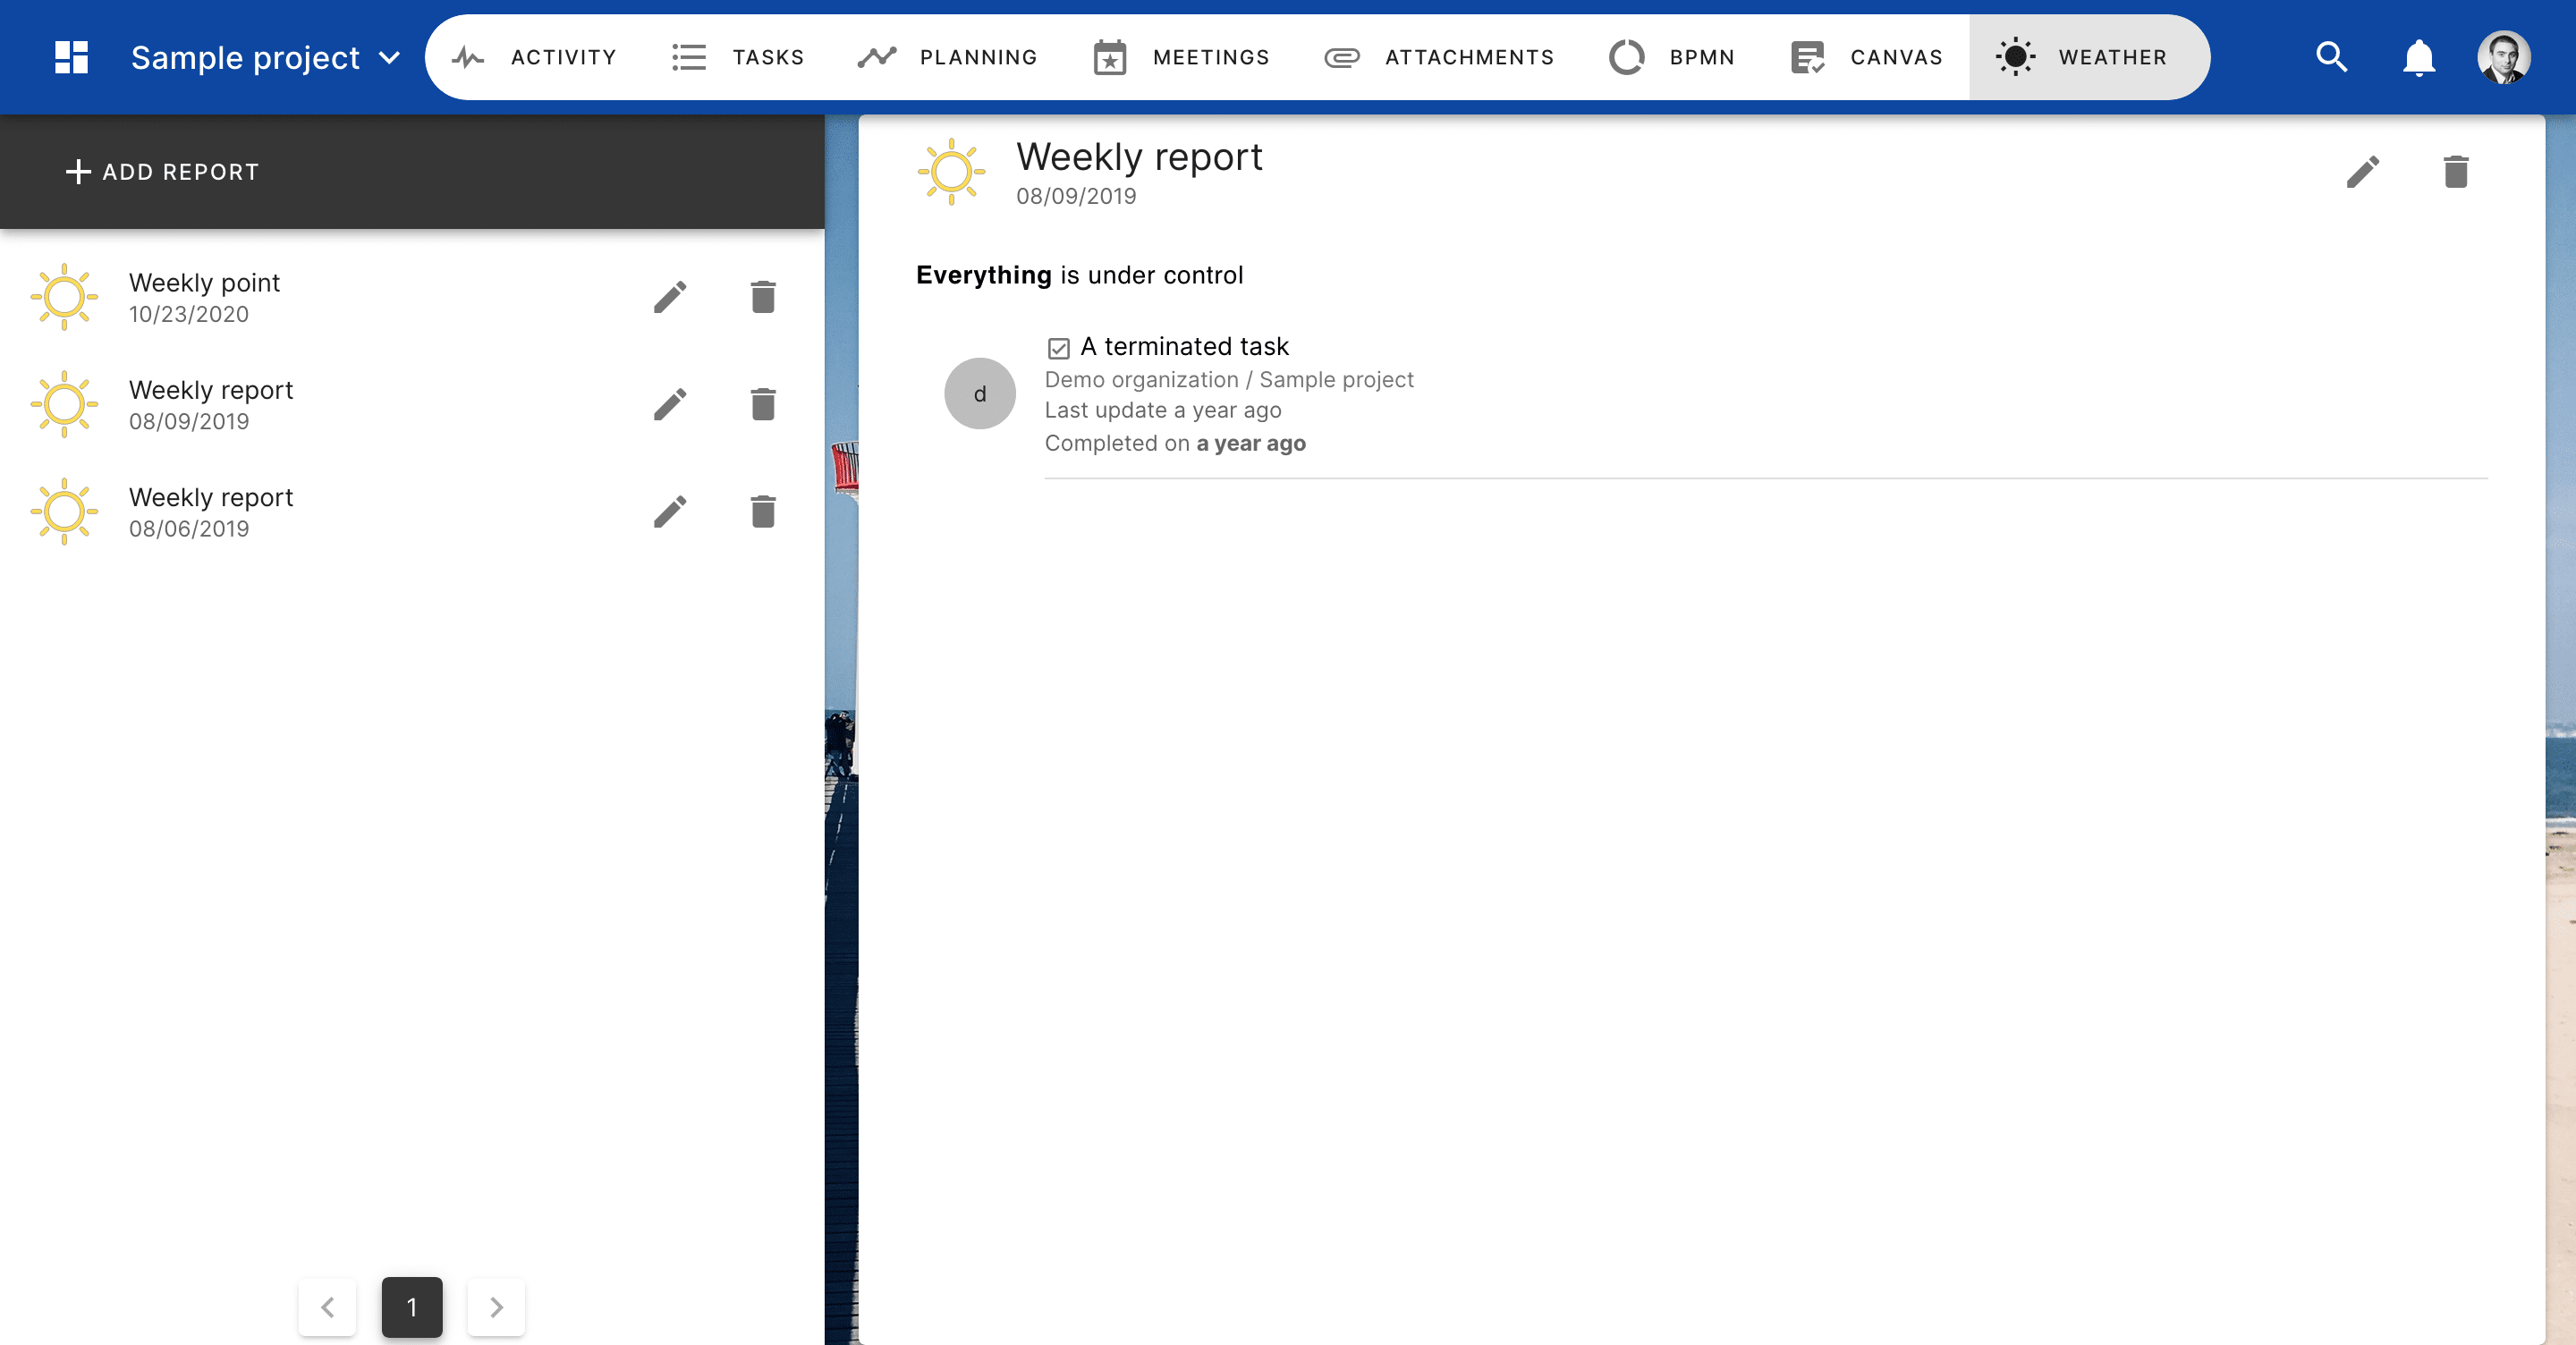 Sample project
ACTIVITY
TASKS
PLANNING
MEETINGS
ATTACHMENTS
BPMN
CANVAS
WEATHER
ADD REPORT
Weekly point
10/23/2020
Weekly report
08/09/2019
Weekly report
08/06/2019
1
Weekly report
08/09/2019
Everything is under control
d
A terminated task
Demo organization / Sample project
Last update a year ago
Completed on a year ago